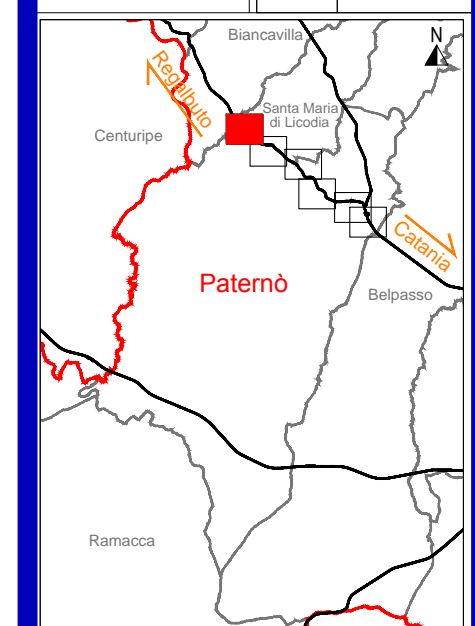 Biancavilla
N
Regalbuto
Santa Maria
di Licodia
Centuripe
Catania
Paternò
Belpasso
Ramacca